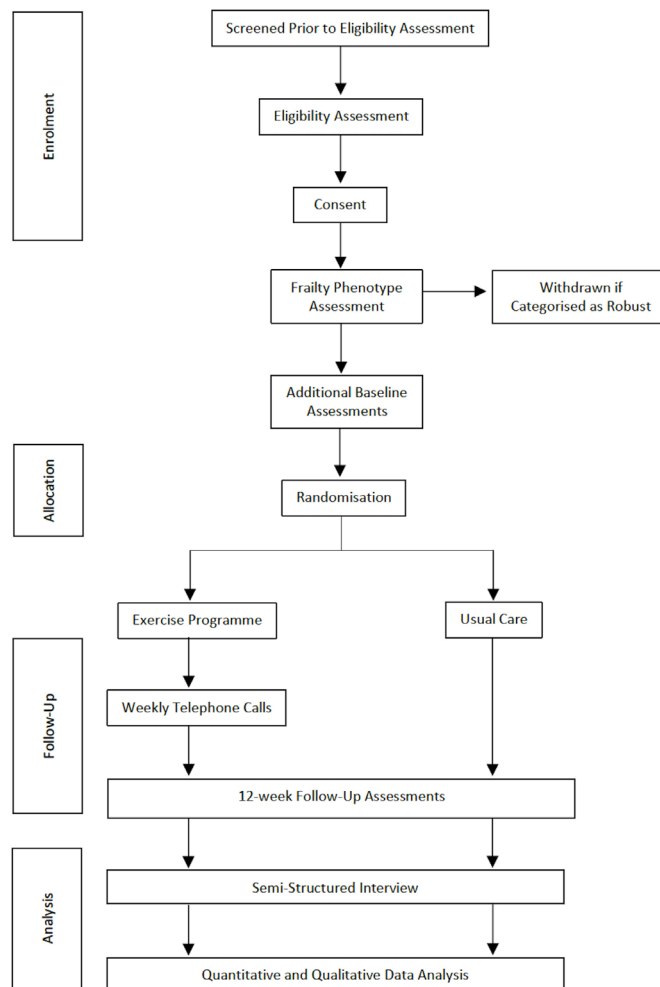 Screened Prior to Eligibility Assessment
Enrolment
Eligibility Assessment
Consent
Frailty Phenotype
Assessment
Withdrawn if
Categorised as Robust
Additional Baseline
Assessments
Allocation
Randomisation
Exercise Programme
Usual Care
Follow-Up
Weekly Telephone Calls
12-week Follow-Up Assessments
Analysis
Semi-Structured Interview
Quantitative and Qualitative Data Analysis